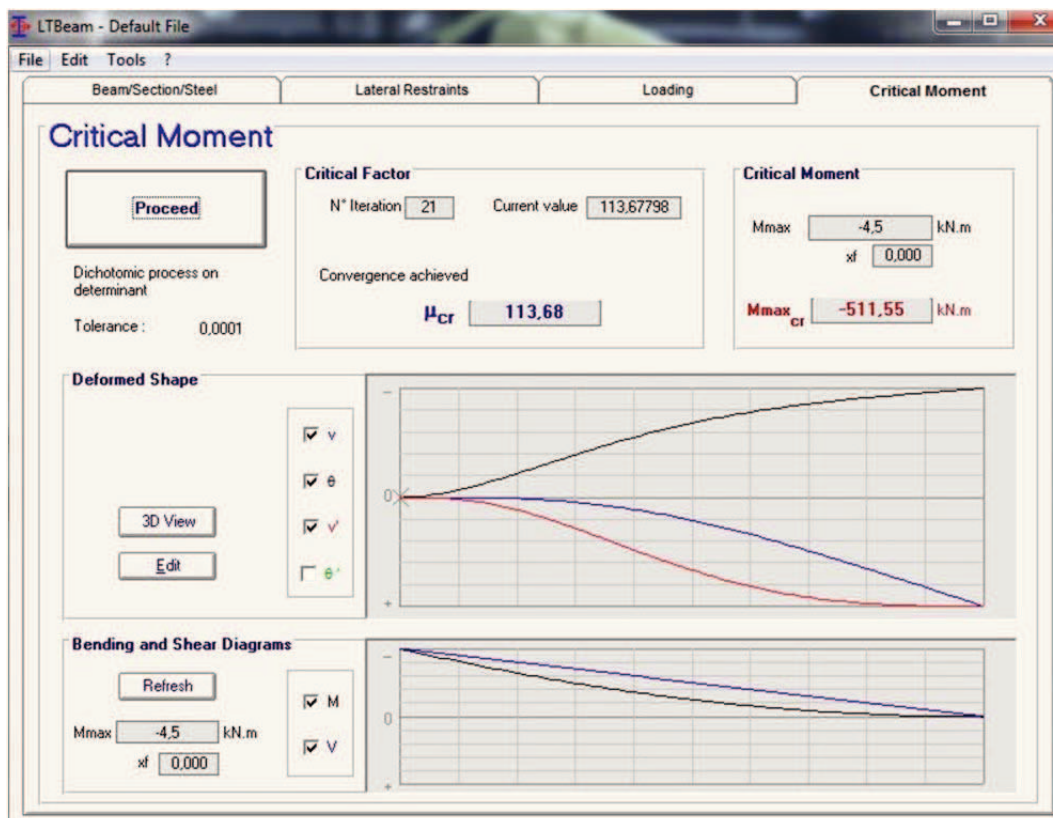 LTBeam - Default File
File Edit Tools ?
Beam/Section/Steel Lateral Restraints Loading Critical Moment
Critical Moment
Proceed
Dichotomic process on
determinant
Tolerance : 0,0001
Critical Factor
N° Iteration 21 Current value 113,67798
Convergence achieved
μcr 113,68
Critical Moment
Mmax -4,5 kN.m
xf 0,000
Mmaxcr -511,55 kN.m
Deformed Shape
v
θ
v'
θ'
3D View
Edit
−
0
+
Bending and Shear Diagrams
Refresh
Mmax -4,5 kN.m
xf 0,000
M
V
−
0
+